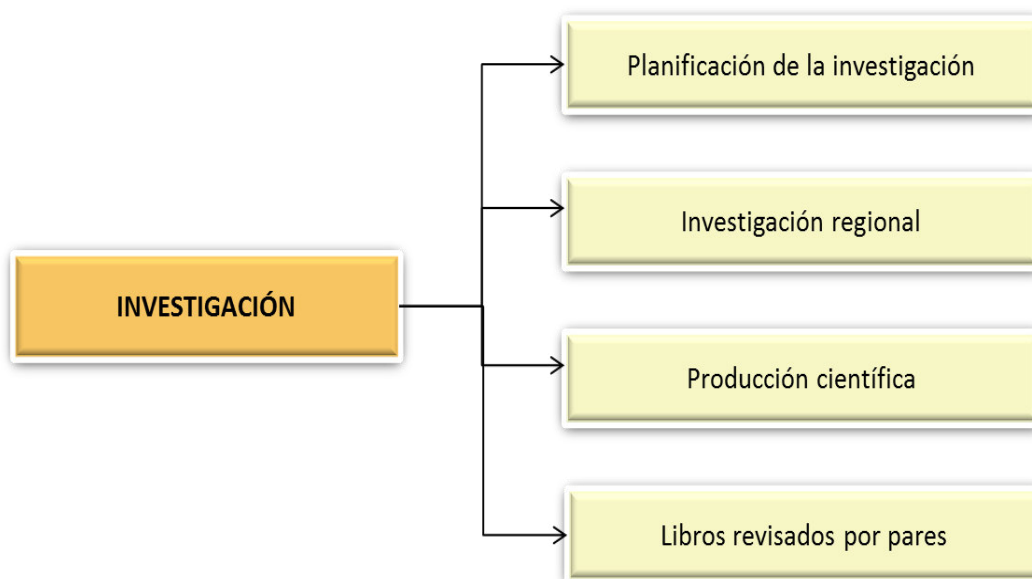 Planificación de la investigación
Investigación regional
INVESTIGACIÓN
Producción científica
Libros revisados por pares